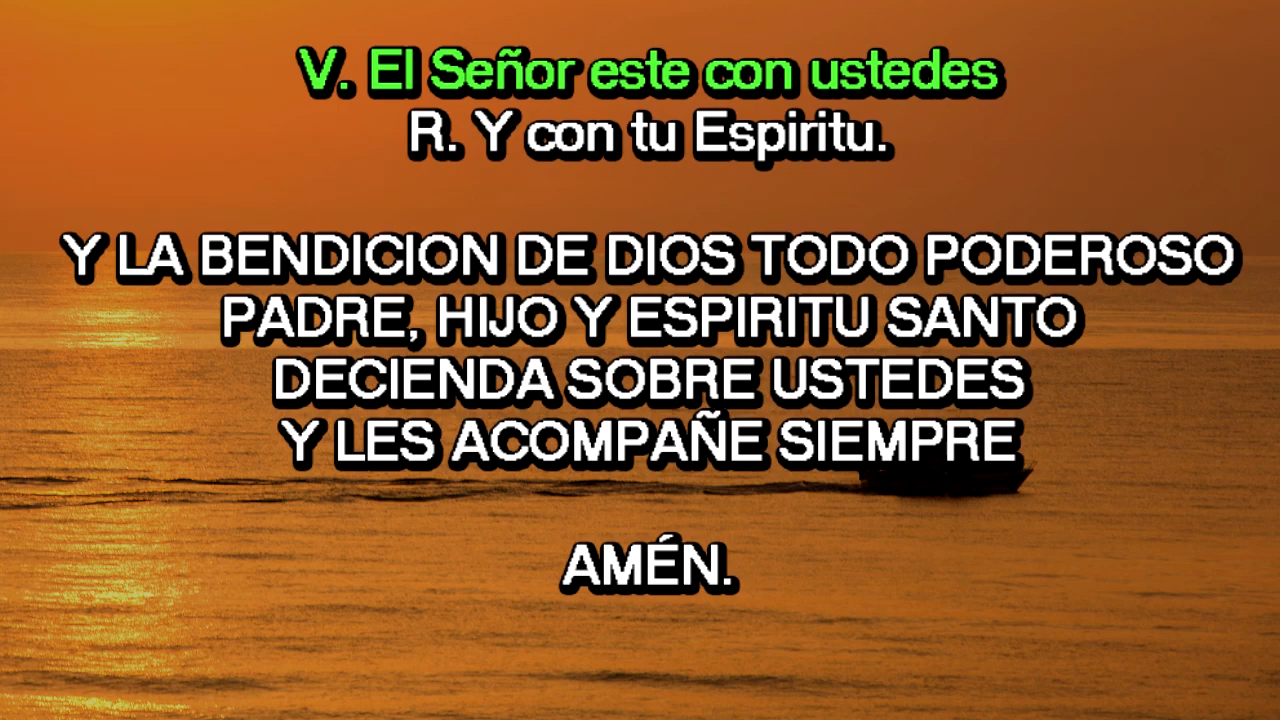 V. El Señor este con ustedes
R. Y con tu Espiritu.
Y LA BENDICION DE DIOS TODO PODEROSO
PADRE, HIJO Y ESPIRITU SANTO
DECIENDA SOBRE USTEDES
Y LES ACOMPAÑE SIEMPRE
AMÉN.